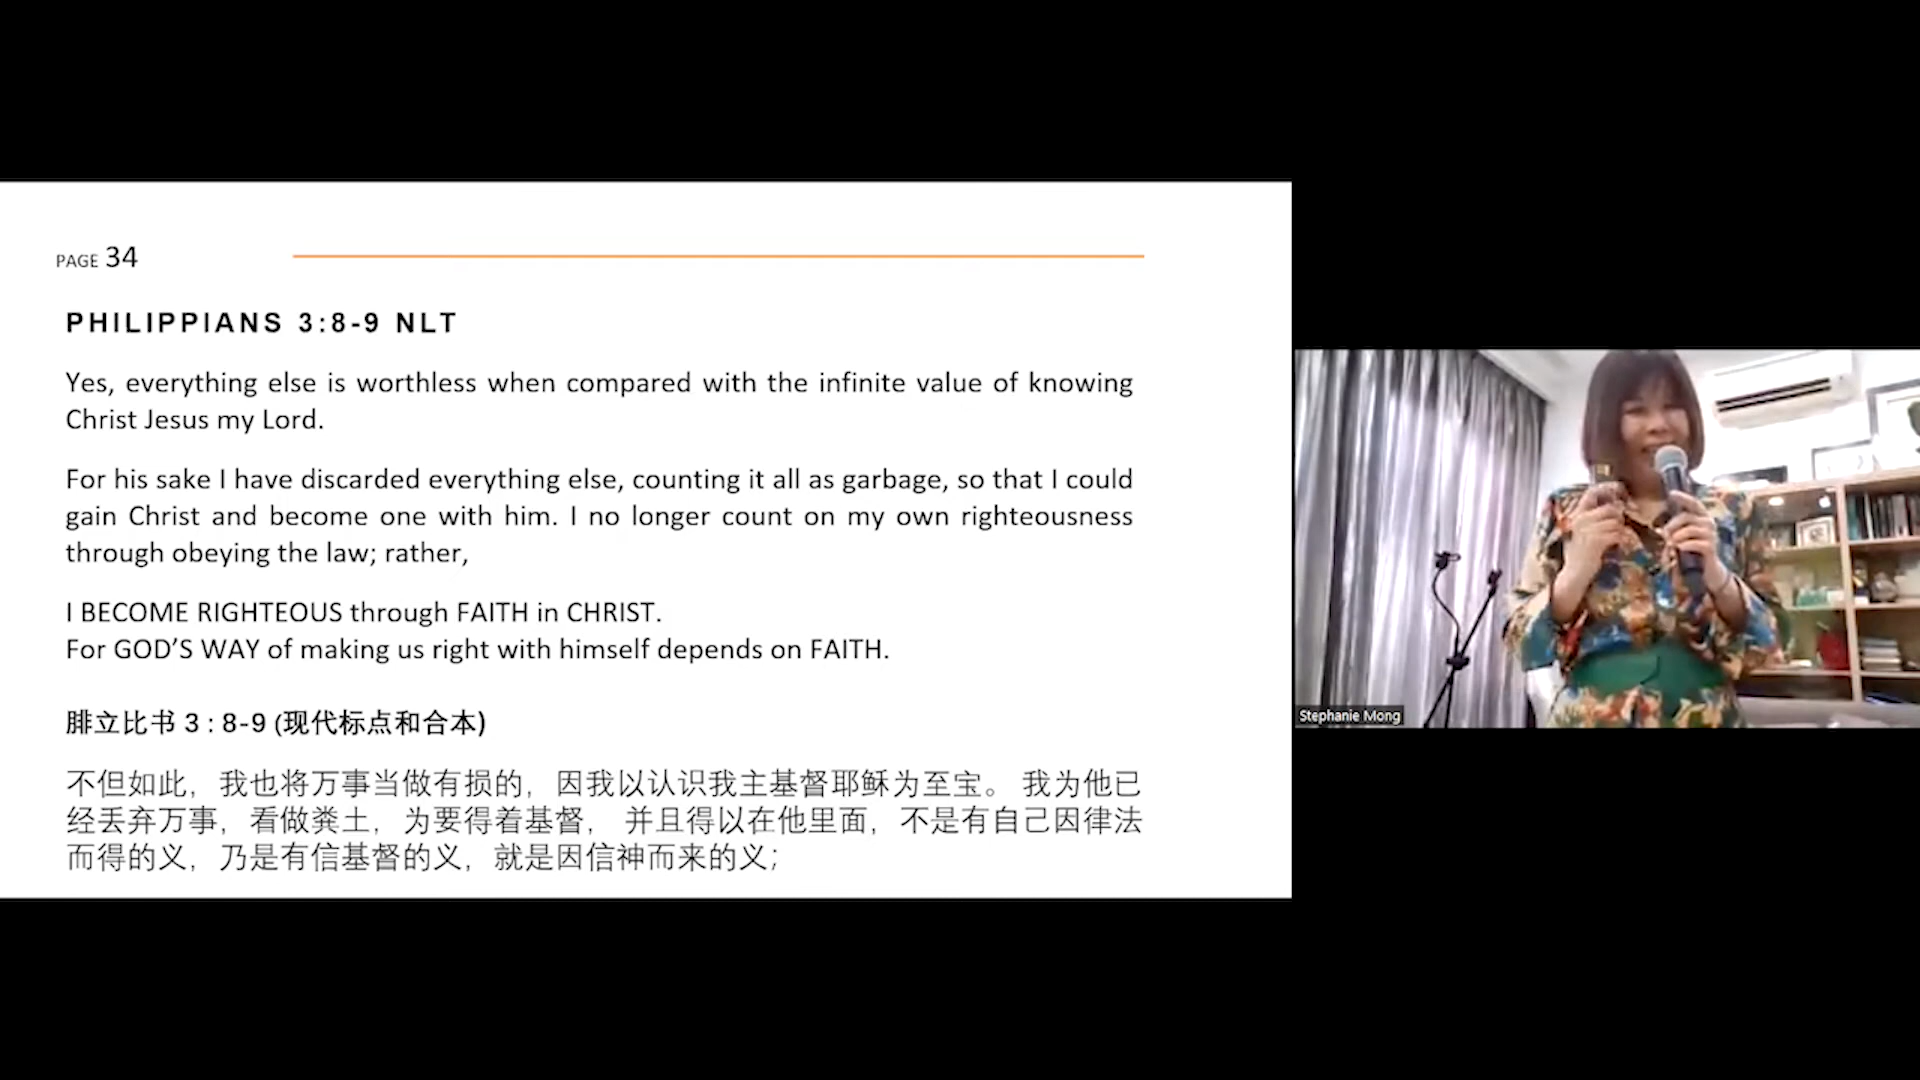 PAGE 34
PHILIPPIANS 3:8-9 NLT
Yes, everything else is worthless when compared with the infinite value of knowing
Christ Jesus my Lord.
For his sake I have discarded everything else, counting it all as garbage, so that I could
gain Christ and become one with him. I no longer count on my own righteousness
through obeying the law; rather,
I BECOME RIGHTEOUS through FAITH in CHRIST.
For GOD’S WAY of making us right with himself depends on FAITH.
腓立比书 3 : 8-9 (现代标点和合本)
不但如此，我也将万事当做有损的，因我以认识我主基督耶稣为至宝。 我为他已
经丢弃万事，看做粪土，为要得着基督， 并且得以在他里面，不是有自己因律法
而得的义，乃是有信基督的义，就是因信神而来的义；
Stephanie Mong